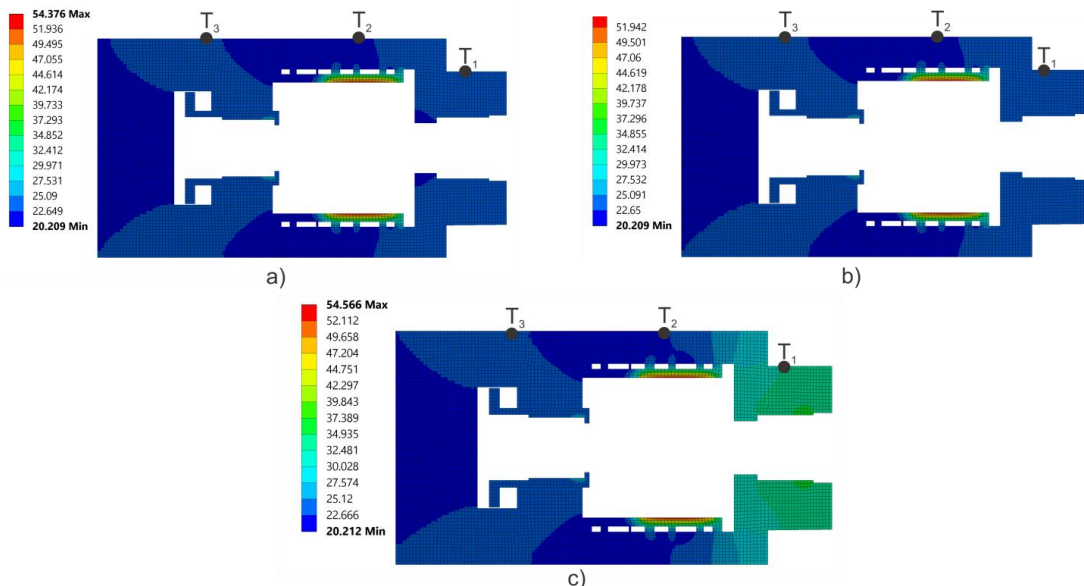 54.376 Max
51.936
49.495
47.055
44.614
42.174
39.733
37.293
34.852
32.412
29.971
27.531
25.09
22.649
20.209 Min
T3
T2
T1
a)
51.942
49.501
47.06
44.619
42.178
39.737
37.296
34.855
32.414
29.973
27.532
25.091
22.65
20.209 Min
T3
T2
T1
b)
54.566 Max
52.112
49.658
47.204
44.751
42.297
39.843
37.389
34.935
32.481
30.028
27.574
25.12
22.666
20.212 Min
T3
T2
T1
c)